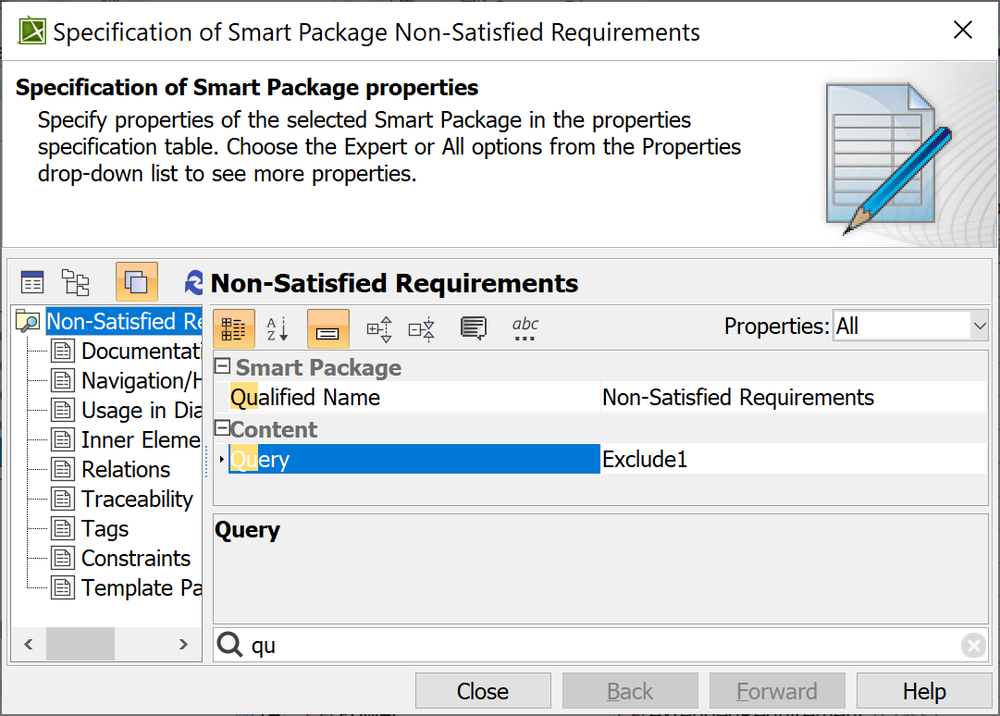 Specification of Smart Package Non-Satisfied Requirements
Specification of Smart Package properties
Specify properties of the selected Smart Package in the properties
specification table. Choose the Expert or All options from the Properties
drop-down list to see more properties.
Non-Satisfied Requirements
Non-Satisfied Re
Documentati
Navigation/H
Usage in Dia
Inner Eleme
Relations
Traceability
Tags
Constraints
Template Pa
A
Z
abc
...
Properties: All
Smart Package
Qualified Name Non-Satisfied Requirements
Content
Query Exclude1
Query
qu
Close Back Forward Help